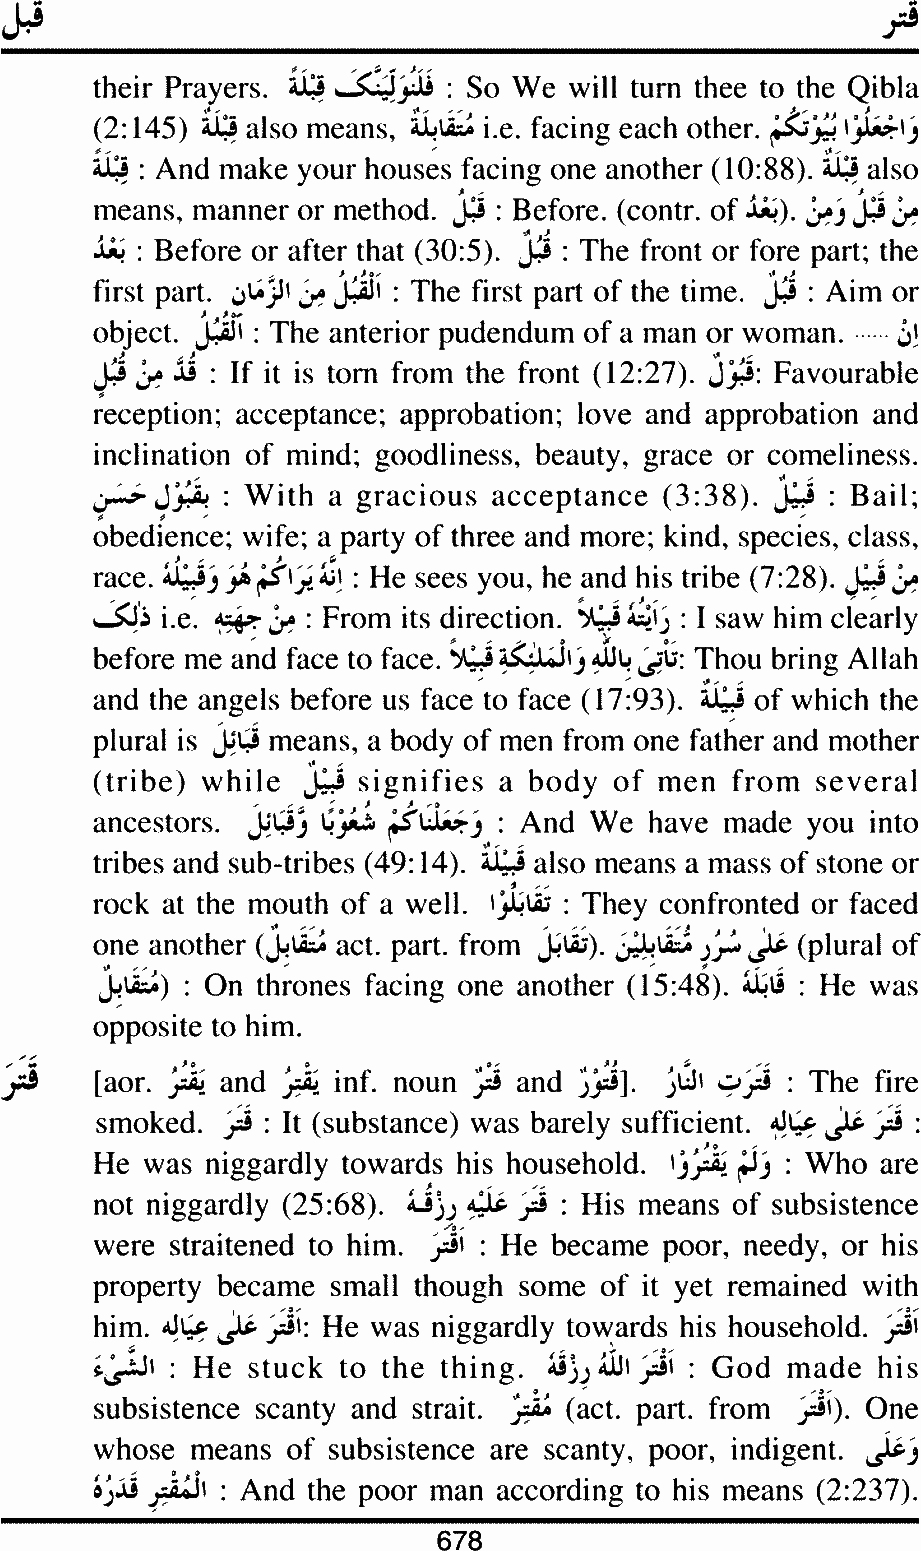 قبل قتر
their Prayers. فَلَنُوَلِّيَنَّكَ قِبْلَةً : So We will turn thee to the Qibla
(2:145) قِبْلَةٌ also means, مُتَقَابِلَةٌ i.e. facing each other. وَاجْعَلُوْا بُيُوْتَكُمْ
قِبْلَةً : And make your houses facing one another (10:88). قِبْلَةٌ also
means, manner or method. قَبْلُ : Before. (contr. of بَعْدُ). مِنْ قَبْلُ وَمِنْ
بَعْدُ : Before or after that (30:5). قُبُلٌ : The front or fore part; the
first part. اَلْقُبُلُ مِنَ الزَّمَانِ : The first part of the time. قُبُلٌ : Aim or
object. اَلْقُبُلُ : The anterior pudendum of a man or woman. ...... اِنْ
قُدَّ مِنْ قُبُلٍ : If it is torn from the front (12:27). قَبُوْلٌ: Favourable
reception; acceptance; approbation; love and approbation and
inclination of mind; goodliness, beauty, grace or comeliness.
بِقَبُوْلٍ حَسَنٍ : With a gracious acceptance (3:38). قَبِيْلٌ : Bail;
obedience; wife; a party of three and more; kind, species, class,
race. اِنَّهُ يَرَاكُمْ هُوَ وَقَبِيْلُهُ : He sees you, he and his tribe (7:28). مِنْ قَبِيْلِ
ذٰلِكَ i.e. مِنْ جِهَتِهِ : From its direction. رَاَيْتُهُ قَبِيْلاً : I saw him clearly
before me and face to face. تَأْتِىَ بِاللّٰهِ وَالْمَلٰئِكَةِ قَبِيْلاً: Thou bring Allah
and the angels before us face to face (17:93). قَبِيْلَةٌ of which the
plural is قَبَائِلُ means, a body of men from one father and mother
(tribe) while قَبِيْلٌ signifies a body of men from several
ancestors. وَجَعَلْنَاكُمْ شُعُوْبًا وَّقَبَائِلَ : And We have made you into
tribes and sub-tribes (49:14). قَبِيْلَةٌ also means a mass of stone or
rock at the mouth of a well. تَقَابَلُوْا : They confronted or faced
one another (مُتَقَابِلٌ act. part. from تَقَابَلَ). عَلٰى سُرُرٍ مُّتَقَابِلِيْنَ (plural of
مُتَقَابِلٌ) : On thrones facing one another (15:48). قَابَلَهُ : He was
opposite to him.
قَتَرَ [aor. يَقْتُرُ and يَقْتِرُ inf. noun قَتْرٌ and قُتُوْرٌ]. قَتَرَتِ النَّارُ : The fire
smoked. قَتَرَ : It (substance) was barely sufficient. قَتَرَ عَلٰى عِيَالِهِ :
He was niggardly towards his household. وَلَمْ يَقْتُرُوْا : Who are
not niggardly (25:68). قَتَرَ عَلَيْهِ رِزْقَهُ : His means of subsistence
were straitened to him. اَقْتَرَ : He became poor, needy, or his
property became small though some of it yet remained with
him. اَقْتَرَ عَلٰى عِيَالِهِ: He was niggardly towards his household. اَقْتَرَ
الشَّىْءَ : He stuck to the thing. اَقْتَرَ اللّٰهُ رِزْقَهُ : God made his
subsistence scanty and strait. مُقْتِرٌ (act. part. from اَقْتَرَ). One
whose means of subsistence are scanty, poor, indigent. وَعَلَى
الْمُقْتِرِ قَدَرُهُ : And the poor man according to his means (2:237).
678